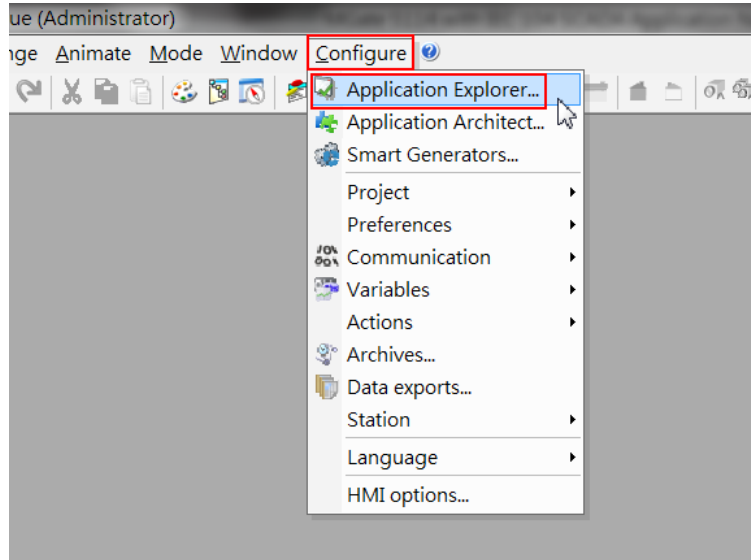 ue (Administrator)
nge Animate Mode Window Configure
Application Explorer...
Application Architect...
Smart Generators...
Project
Preferences
Communication
Variables
Actions
Archives...
Data exports...
Station
Language
HMI options...